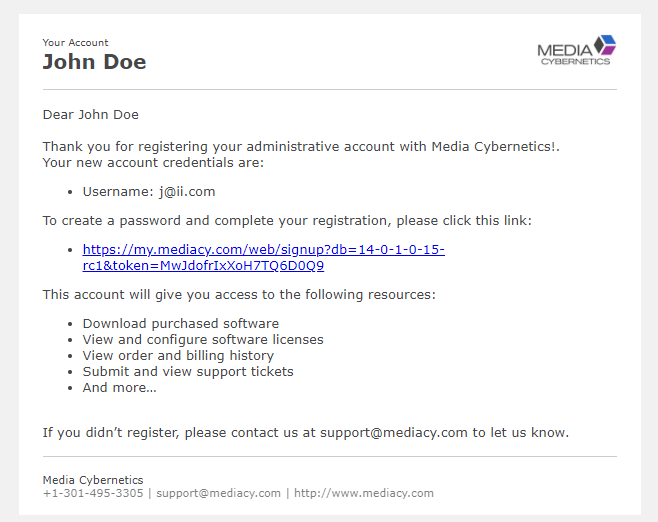 Your Account
John Doe
MEDIA
CYBERNETICS
Dear John Doe
Thank you for registering your administrative account with Media Cybernetics!.
Your new account credentials are:
• Username: j@ii.com
To create a password and complete your registration, please click this link:
• https://my.mediacy.com/web/signup?db=14-0-1-0-15-
rc1&token=MwJdofrIxXoH7TQ6D0Q9
This account will give you access to the following resources:
• Download purchased software
• View and configure software licenses
• View order and billing history
• Submit and view support tickets
• And more…
If you didn’t register, please contact us at support@mediacy.com to let us know.
Media Cybernetics
+1-301-495-3305 | support@mediacy.com | http://www.mediacy.com